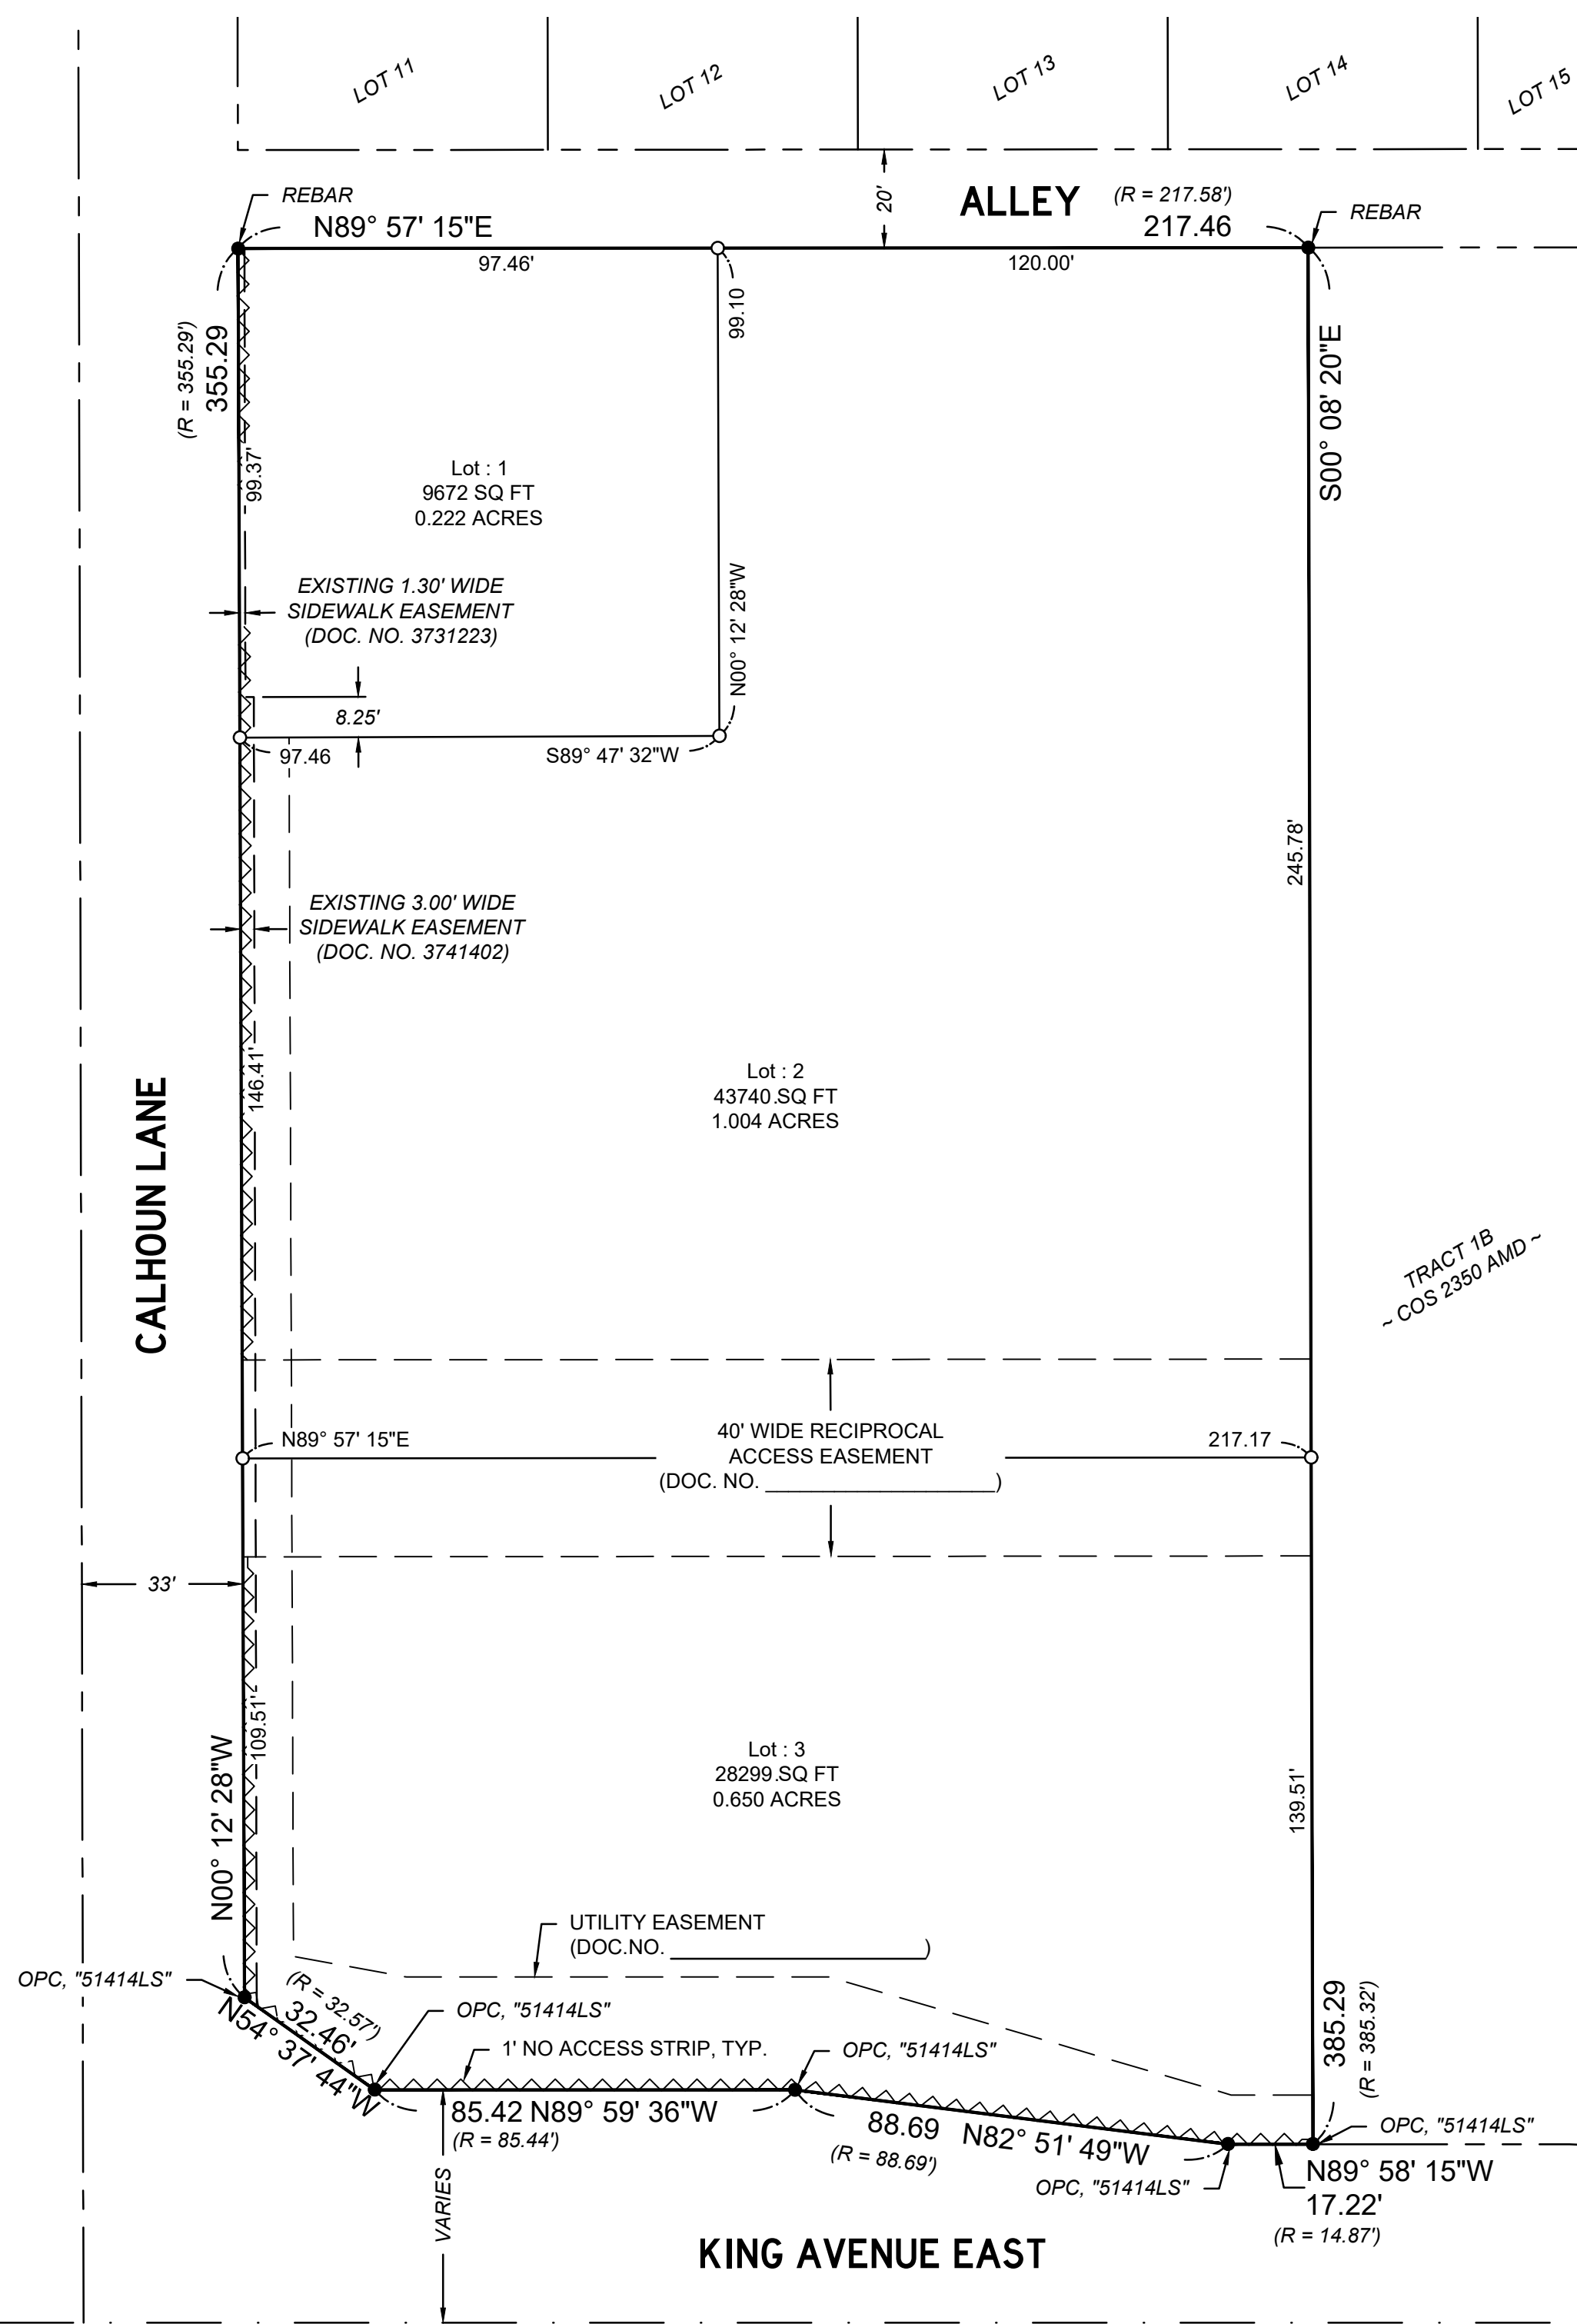 LOT 11
LOT 12
LOT 13
LOT 14
LOT 15
REBAR
N89° 57' 15"E
20'
ALLEY
(R = 217.58')
217.46
REBAR
97.46'
120.00'
(R = 355.29')
355.29
99.37'
99.10
S00° 08' 20"E
Lot : 1
9672 SQ FT
0.222 ACRES
EXISTING 1.30' WIDE
SIDEWALK EASEMENT
(DOC. NO. 3731223)
N00° 12' 28"W
8.25'
97.46
S89° 47' 32"W
245.78'
EXISTING 3.00' WIDE
SIDEWALK EASEMENT
(DOC. NO. 3741402)
146.41'
CALHOUN LANE
Lot : 2
43740.SQ FT
1.004 ACRES
TRACT 1B
~ COS 2350 AMD ~
N89° 57' 15"E
40' WIDE RECIPROCAL
ACCESS EASEMENT
(DOC. NO. ____________________)
217.17
33'
109.51'
N00° 12' 28"W
Lot : 3
28299.SQ FT
0.650 ACRES
139.51'
UTILITY EASEMENT
(DOC.NO. ______________________)
OPC, "51414LS"
(R = 32.57')
32.46'
N54° 37' 44"W
OPC, "51414LS"
1' NO ACCESS STRIP, TYP.
OPC, "51414LS"
385.29
(R = 385.32')
85.42 N89° 59' 36"W
(R = 85.44')
88.69 N82° 51' 49"W
(R = 88.69')
OPC, "51414LS"
OPC, "51414LS"
N89° 58' 15"W
17.22'
(R = 14.87')
VARIES
KING AVENUE EAST